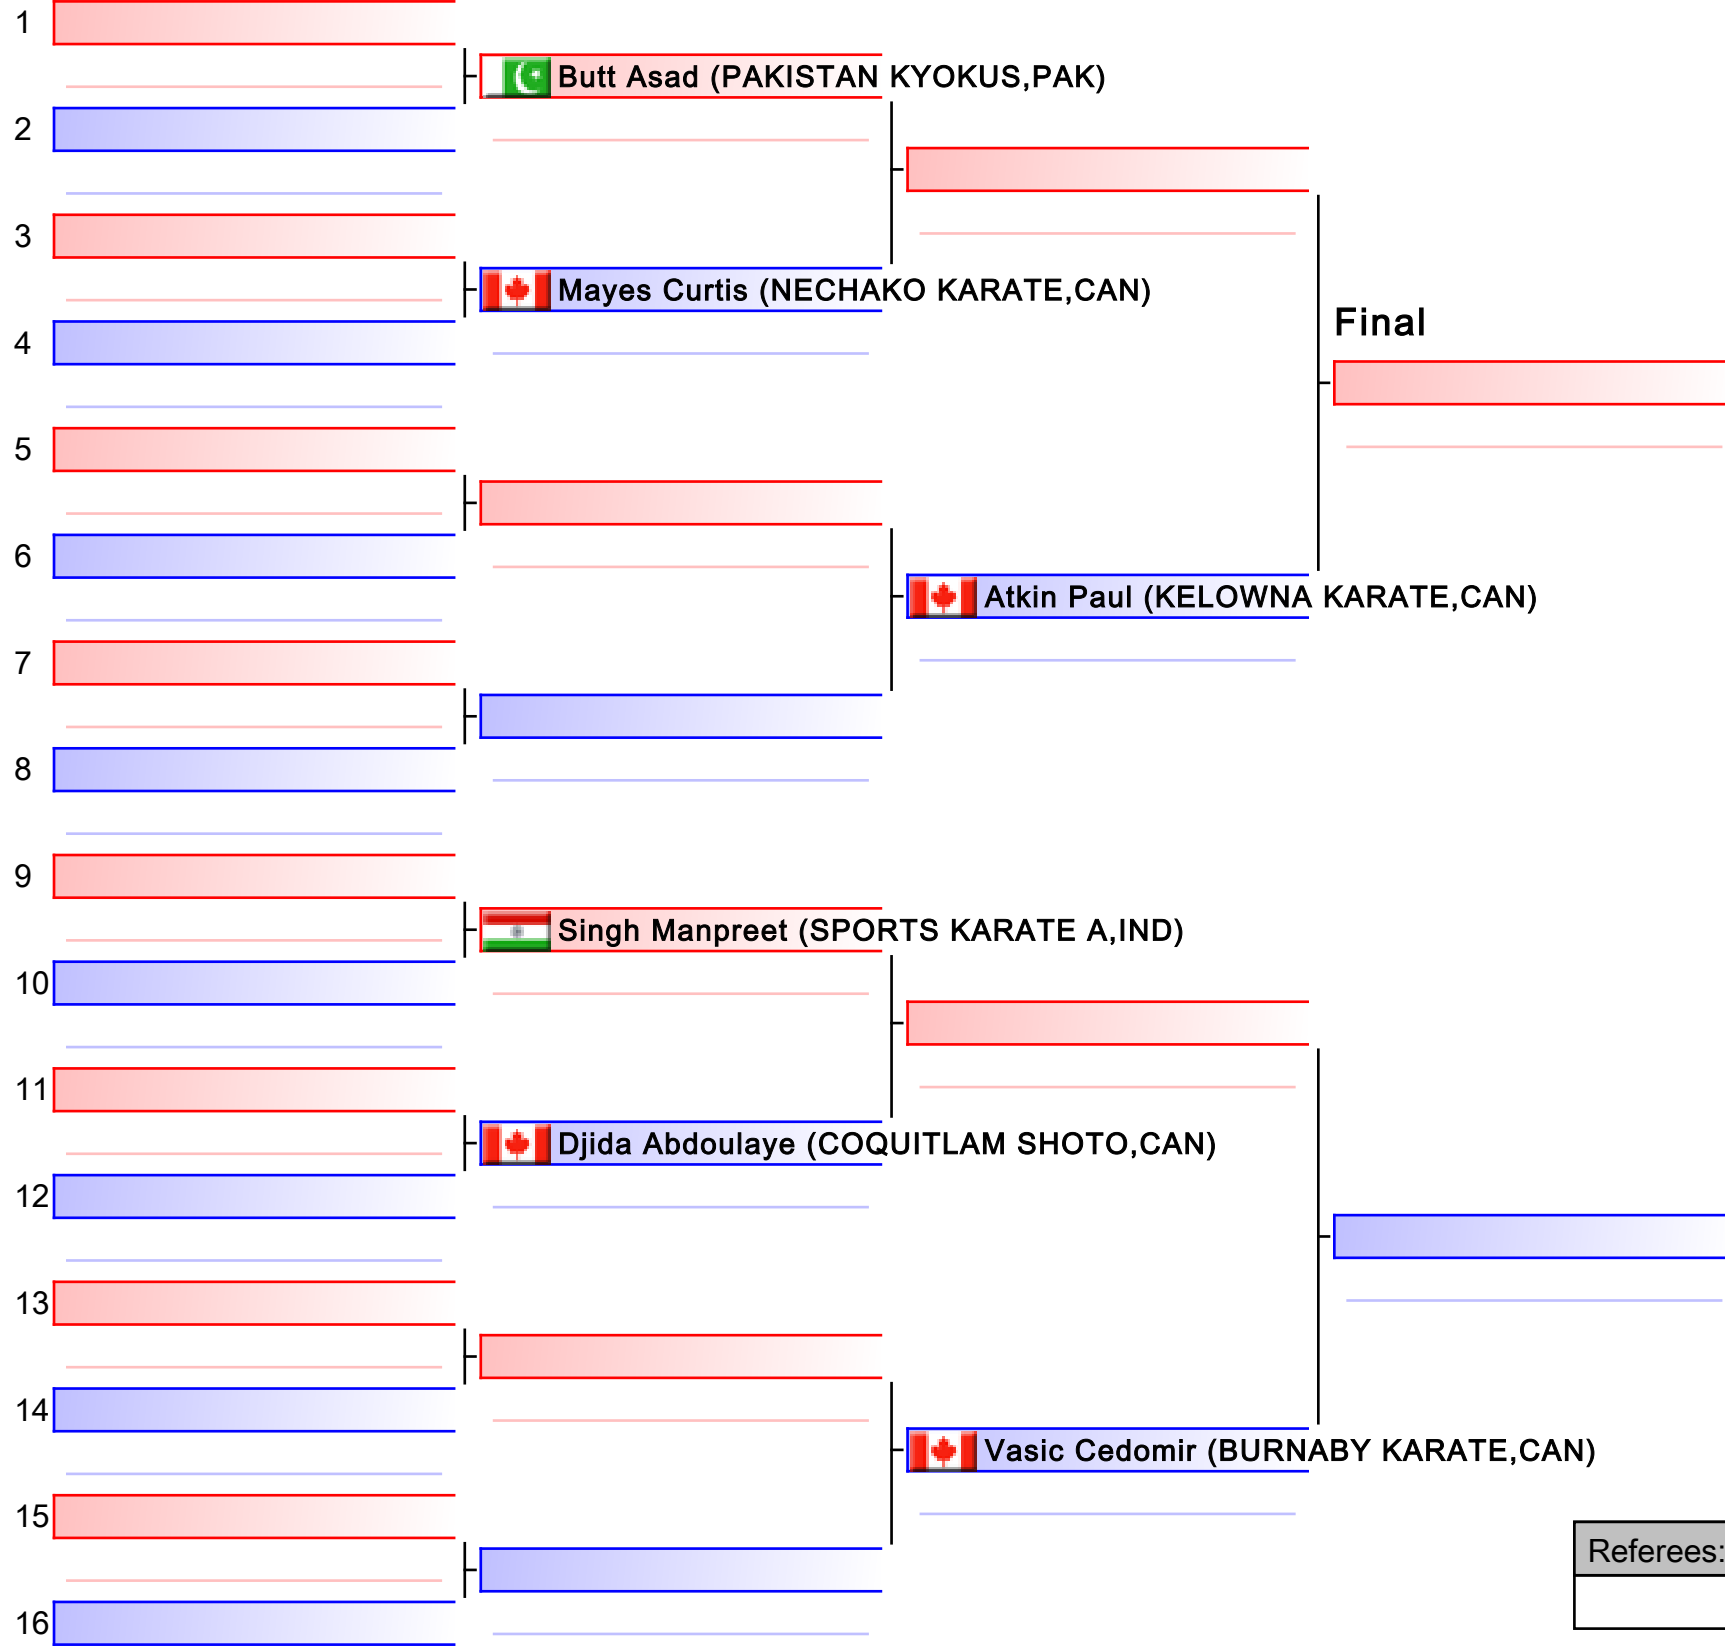 1
Butt Asad (PAKISTAN KYOKUS,PAK)
2
3
Mayes Curtis (NECHAKO KARATE,CAN)
4
Final
5
6
Atkin Paul (KELOWNA KARATE,CAN)
7
8
9
Singh Manpreet (SPORTS KARATE A,IND)
10
11
Djida Abdoulaye (COQUITLAM SHOTO,CAN)
12
13
14
Vasic Cedomir (BURNABY KARATE,CAN)
15
Referees:
16